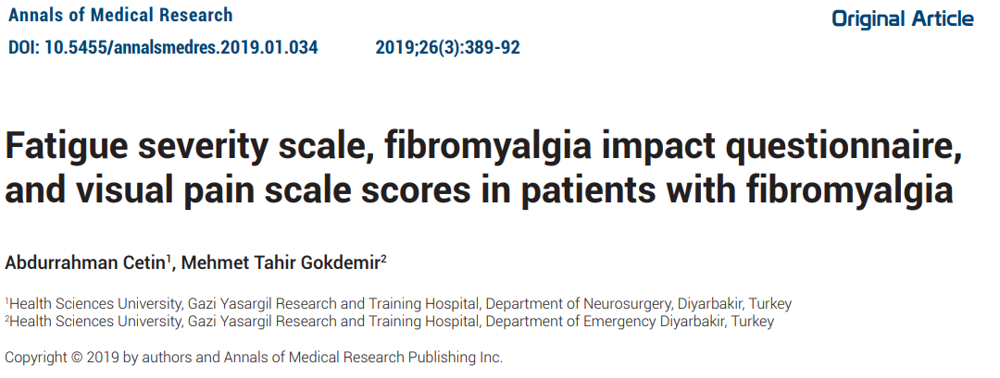 Annals of Medical Research
Original Article
DOI: 10.5455/annalsmedres.2019.01.034 2019;26(3):389-92
Fatigue severity scale, fibromyalgia impact questionnaire,
and visual pain scale scores in patients with fibromyalgia
Abdurrahman Cetin¹, Mehmet Tahir Gokdemir²
¹Health Sciences University, Gazi Yasargil Research and Training Hospital, Department of Neurosurgery, Diyarbakir, Turkey
²Health Sciences University, Gazi Yasargil Research and Training Hospital, Department of Emergency Diyarbakir, Turkey
Copyright © 2019 by authors and Annals of Medical Research Publishing Inc.